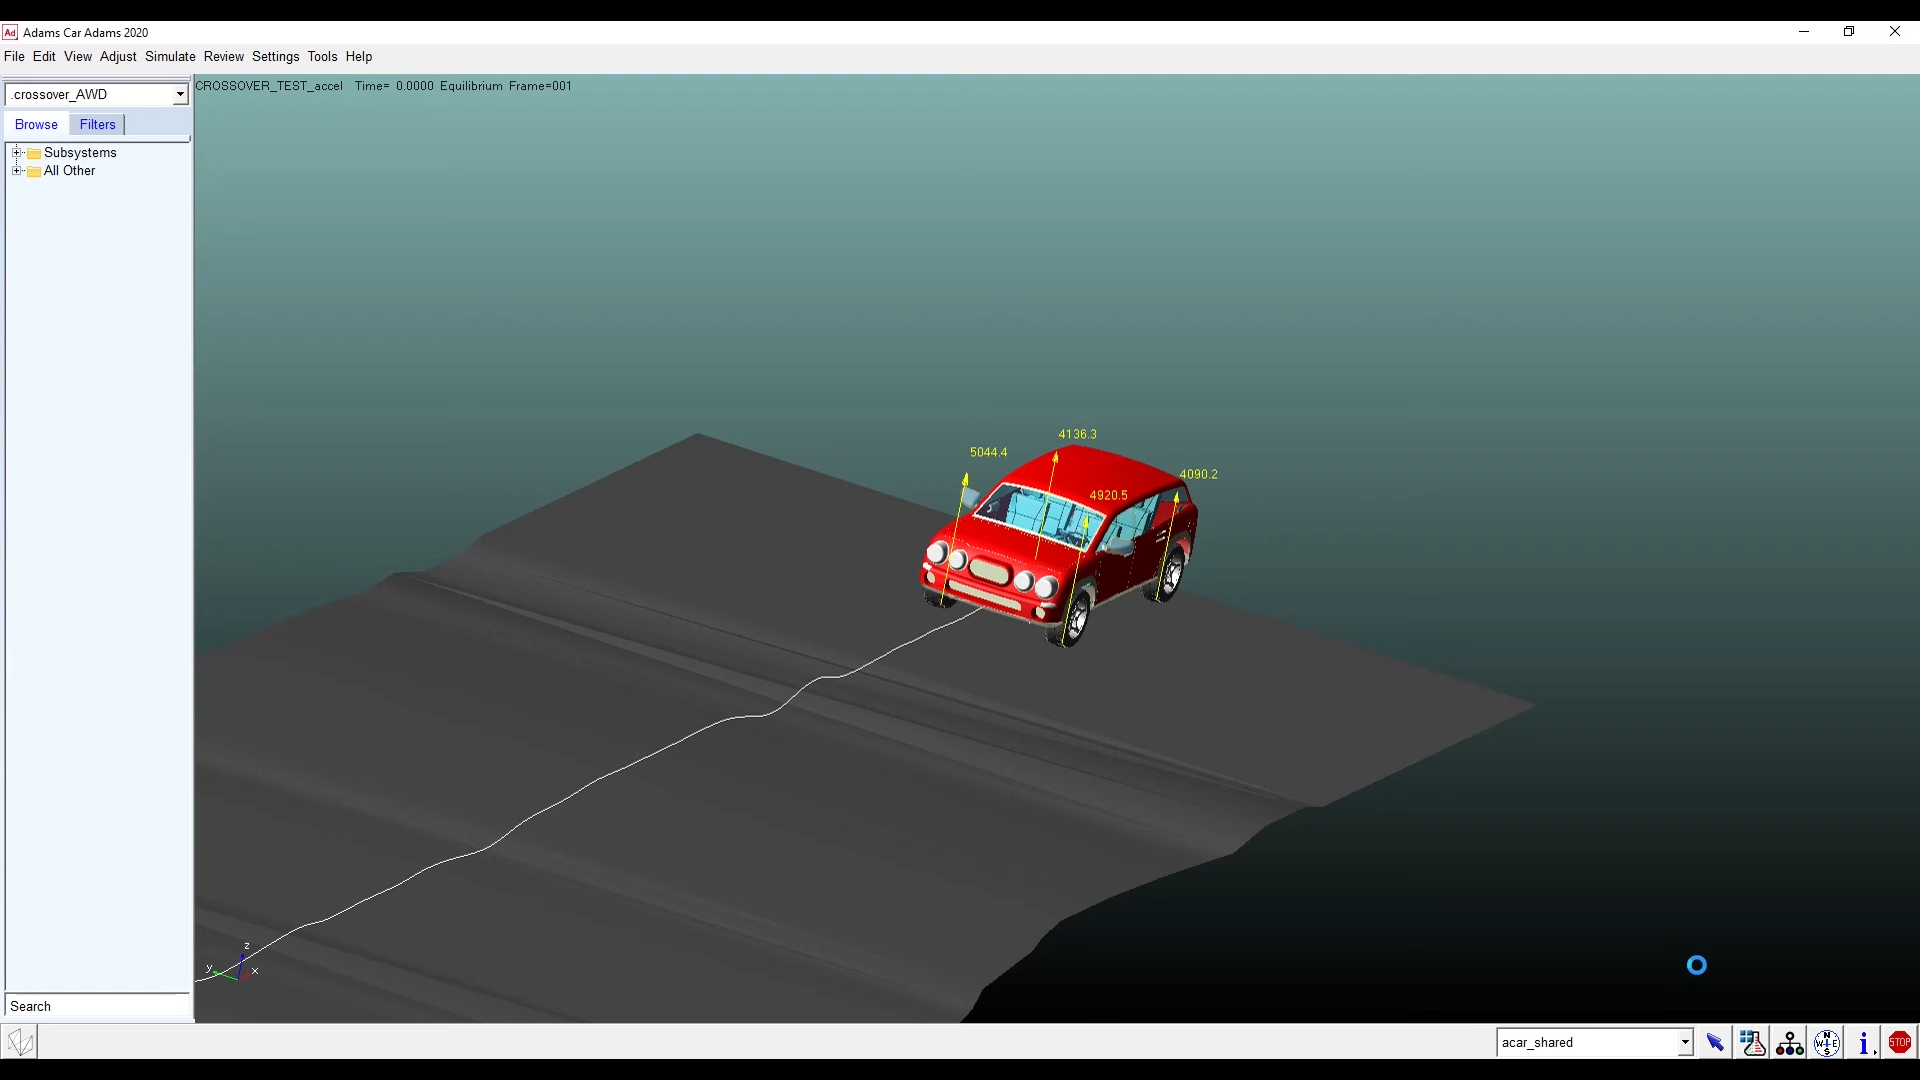 Ad Adams Car Adams 2020
File Edit View Adjust Simulate Review Settings Tools Help
.crossover_AWD
CROSSOVER_TEST_accel Time= 0.0000 Equilibrium Frame=001
Browse Filters
Subsystems
All Other
4136.3
5044.4
4090.2
4920.5
z
y
x
Search
acar_shared
N
W E
S
i
STOP